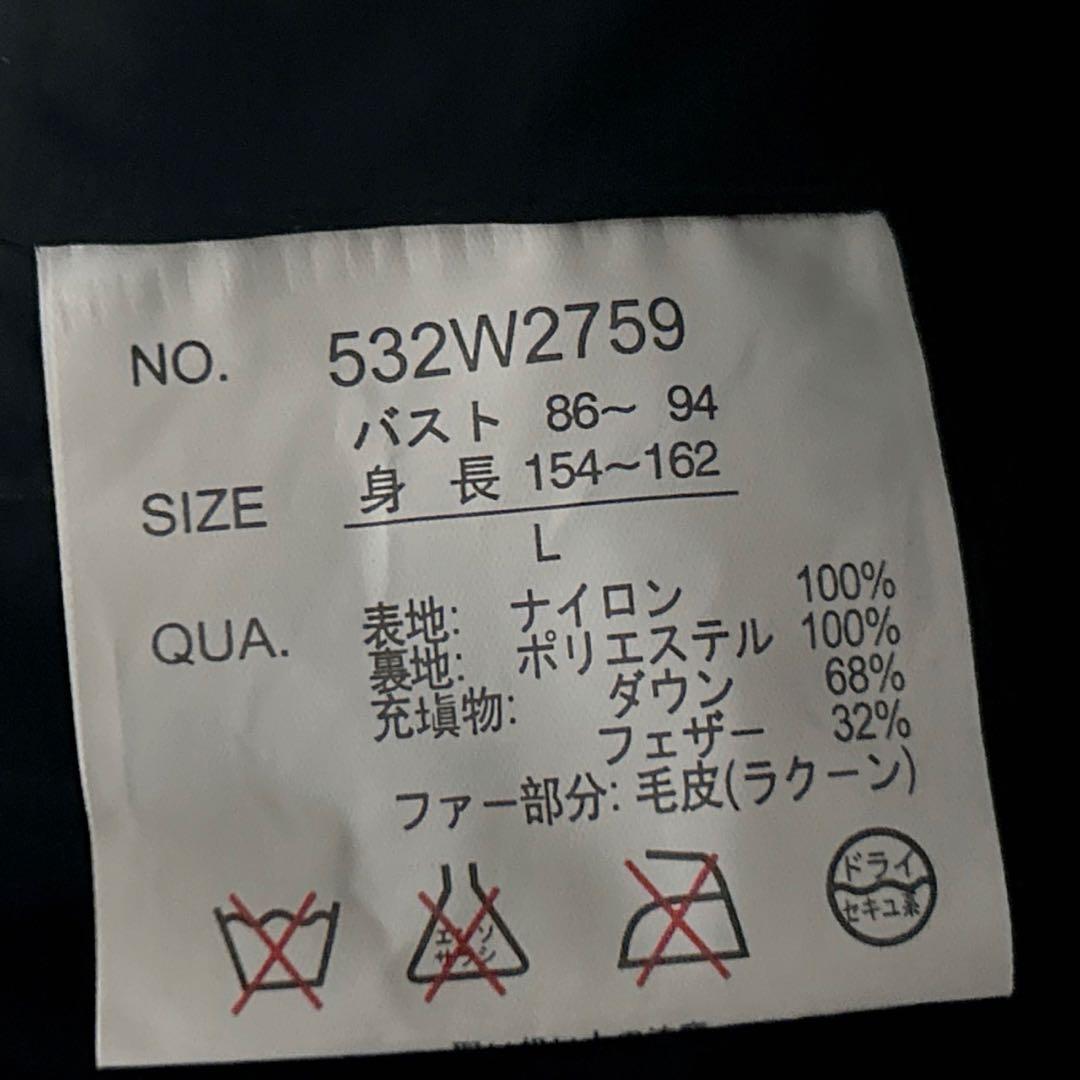 NO. 532W2759
バスト 86~ 94
SIZE 身 長 154~162
L
QUA. 表地: ナイロン 100%
裏地: ポリエステル 100%
充塡物: ダウン 68%
フェザー 32%
ファー部分: 毛皮(ラクーン)
エンソ
サラシ
ドライ
セキユ系